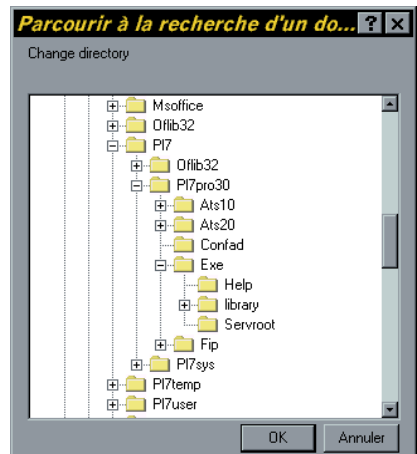 Parcourir à la recherche d'un do...
Change directory
Msoffice
Oflib32
Pl7
Oflib32
Pl7pro30
Ats10
Ats20
Confad
Exe
Help
library
Servroot
Fip
Pl7sys
Pl7temp
Pl7user
OK Annuler